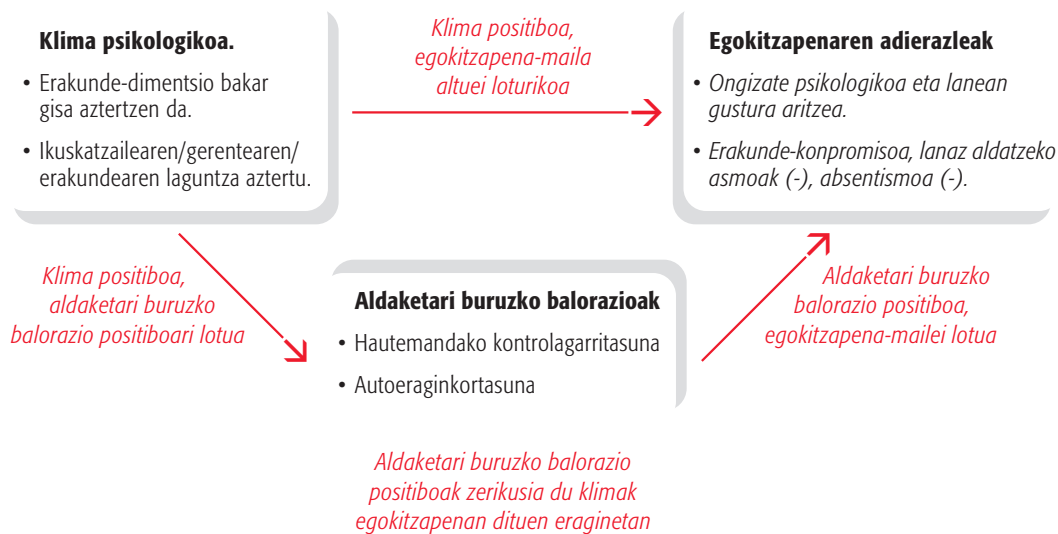 Klima psikologikoa.
• Erakunde-dimentsio bakar
gisa aztertzen da.
• Ikuskatzailearen/gerentearen/
erakundearen laguntza aztertu.
Klima positiboa,
egokitzapena-maila
altuei loturikoa
Egokitzapenaren adierazleak
• Ongizate psikologikoa eta lanean
gustura aritzea.
• Erakunde-konpromisoa, lanaz aldatzeko
asmoak (-), absentismoa (-).
Klima positiboa,
aldaketari buruzko
balorazio positiboari lotua
Aldaketari buruzko balorazioak
• Hautemandako kontrolagarritasuna
• Autoeraginkortasuna
Aldaketari buruzko
balorazio positiboa,
egokitzapena-mailei lotua
Aldaketari buruzko balorazio
positiboak zerikusia du klimak
egokitzapenan dituen eraginetan